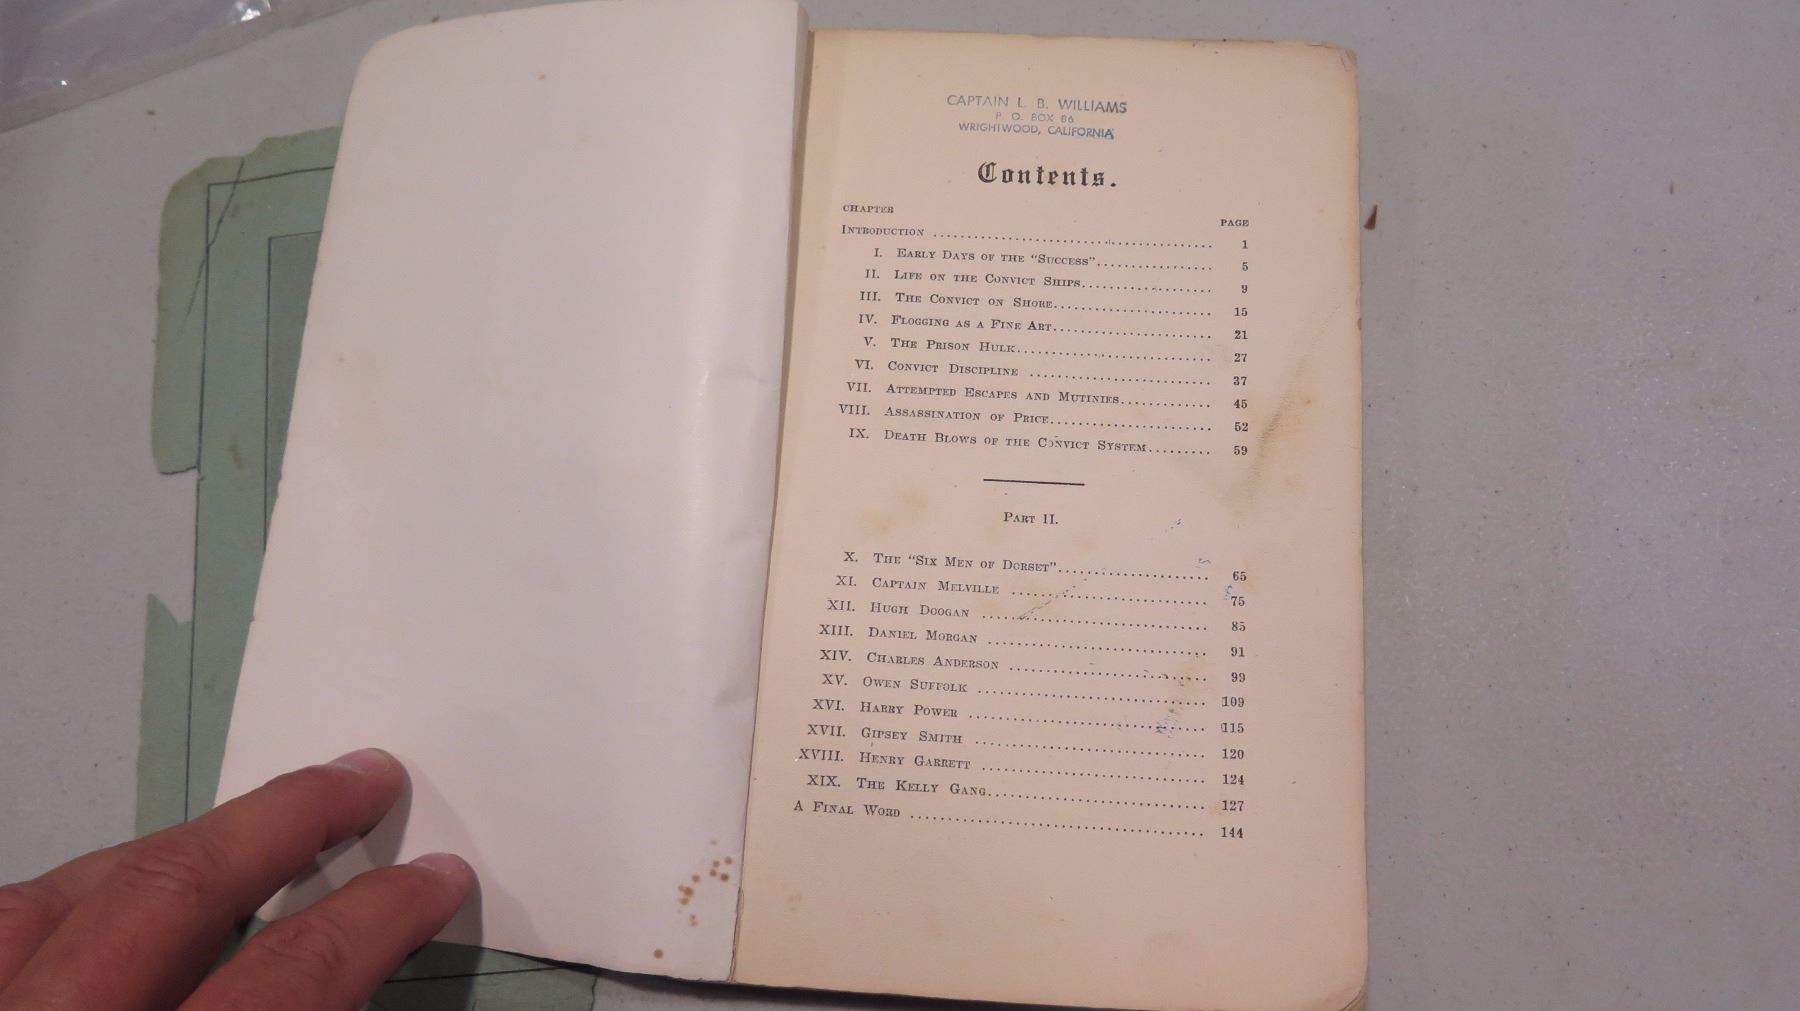 CAPTAIN L. B. WILLIAMS
P. O. BOX 86
WRIGHTWOOD, CALIFORNIA
Contents.
CHAPTER PAGE
INTRODUCTION 1
I. EARLY DAYS OF THE "SUCCESS" 5
II. LIFE ON THE CONVICT SHIPS 9
III. THE CONVICT ON SHORE 15
IV. FLOGGING AS A FINE ART 21
V. THE PRISON HULK 27
VI. CONVICT DISCIPLINE 37
VII. ATTEMPTED ESCAPES AND MUTINIES 45
VIII. ASSASSINATION OF PRICE 52
IX. DEATH BLOWS OF THE CONVICT SYSTEM 59
PART II.
X. THE "SIX MEN OF DORSET" 65
XI. CAPTAIN MELVILLE 75
XII. HUGH DOOGAN 85
XIII. DANIEL MORGAN 91
XIV. CHARLES ANDERSON 99
XV. OWEN SUFFOLK 109
XVI. HARRY POWER 115
XVII. GIPSEY SMITH 120
XVIII. HENRY GARRETT 124
XIX. THE KELLY GANG 127
A FINAL WORD 144